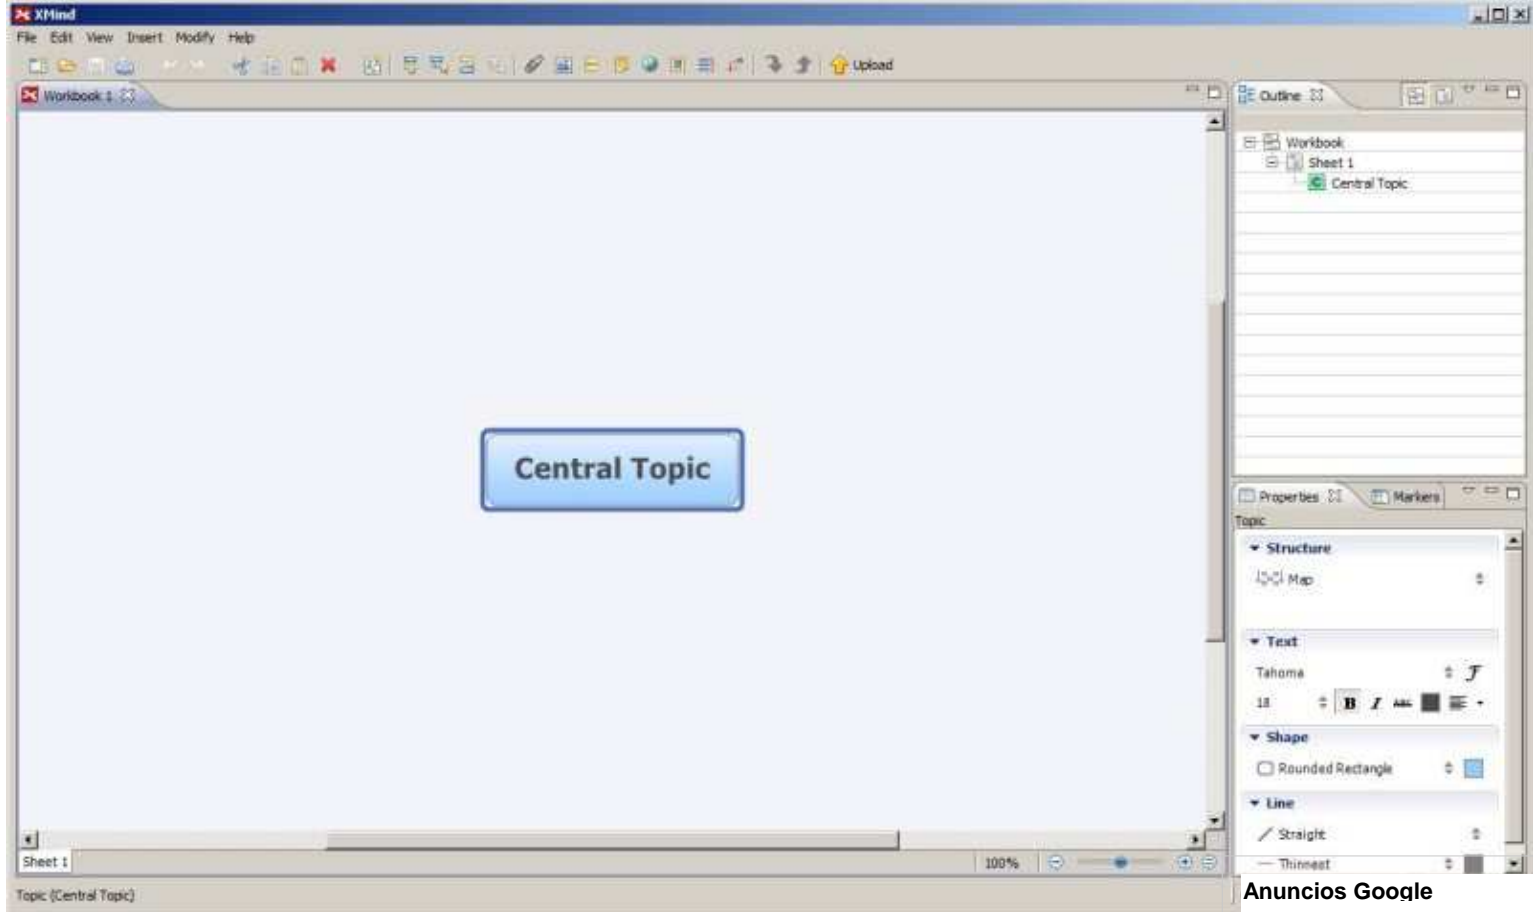 XMind
File Edit View Insert Modify Help
Upload
Workbook 1
Outline
Workbook
Sheet 1
Central Topic
Central Topic
Properties
Markers
Topic
Structure
Map
Text
Tahoma
18
B I ABC
Shape
Rounded Rectangle
Line
Straight
Thinnest
Sheet 1
100%
Topic (Central Topic)
Anuncios Google